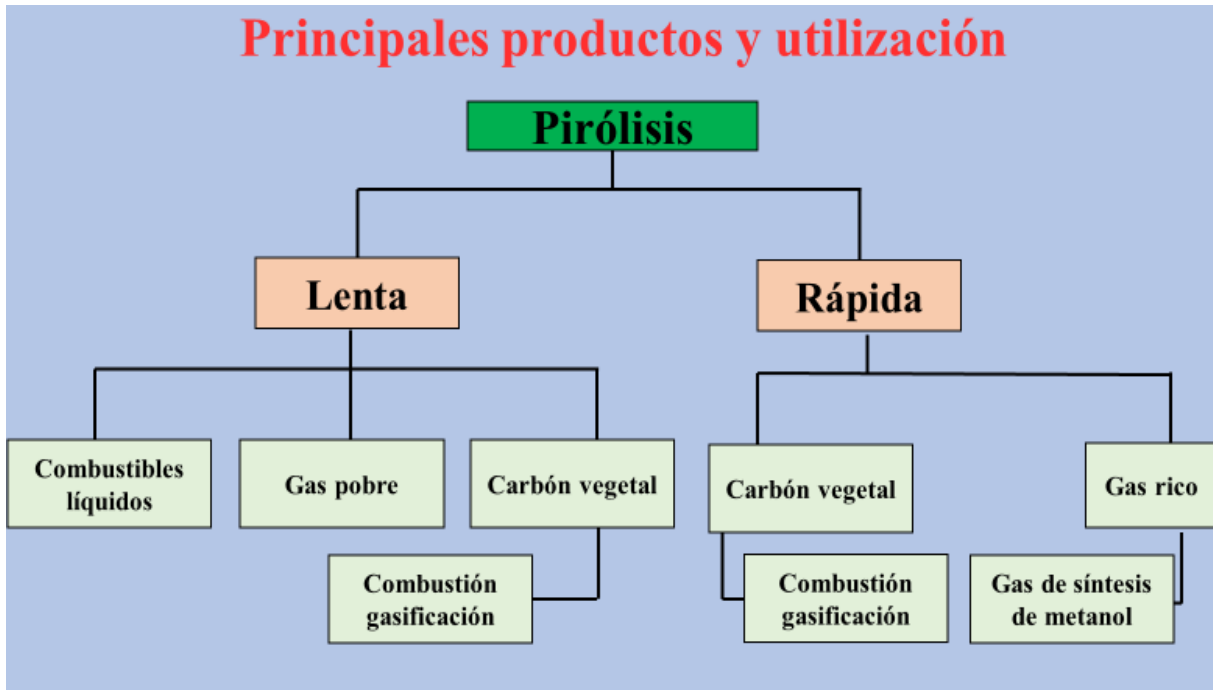 Principales productos y utilización
Pirólisis
Lenta
Rápida
Combustibles
líquidos
Gas pobre
Carbón vegetal
Carbón vegetal
Gas rico
Combustión
gasificación
Combustión
gasificación
Gas de síntesis
de metanol